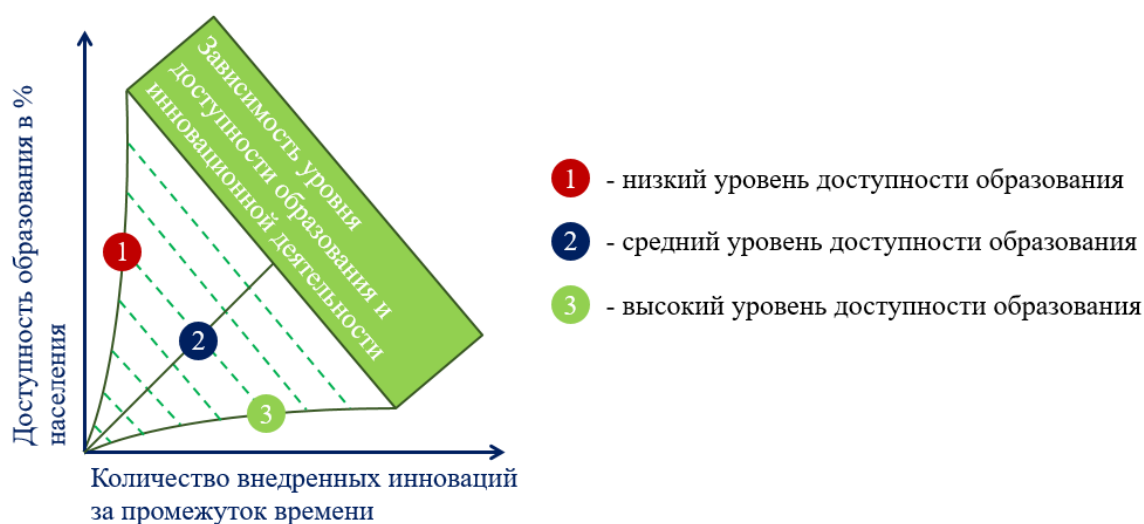 Доступность образования в %
населения
Зависимость уровня
доступности образования и
инновационной деятельности
1
2
3
Количество внедренных инноваций
за промежуток времени
1 - низкий уровень доступности образования
2 - средний уровень доступности образования
3 - высокий уровень доступности образования